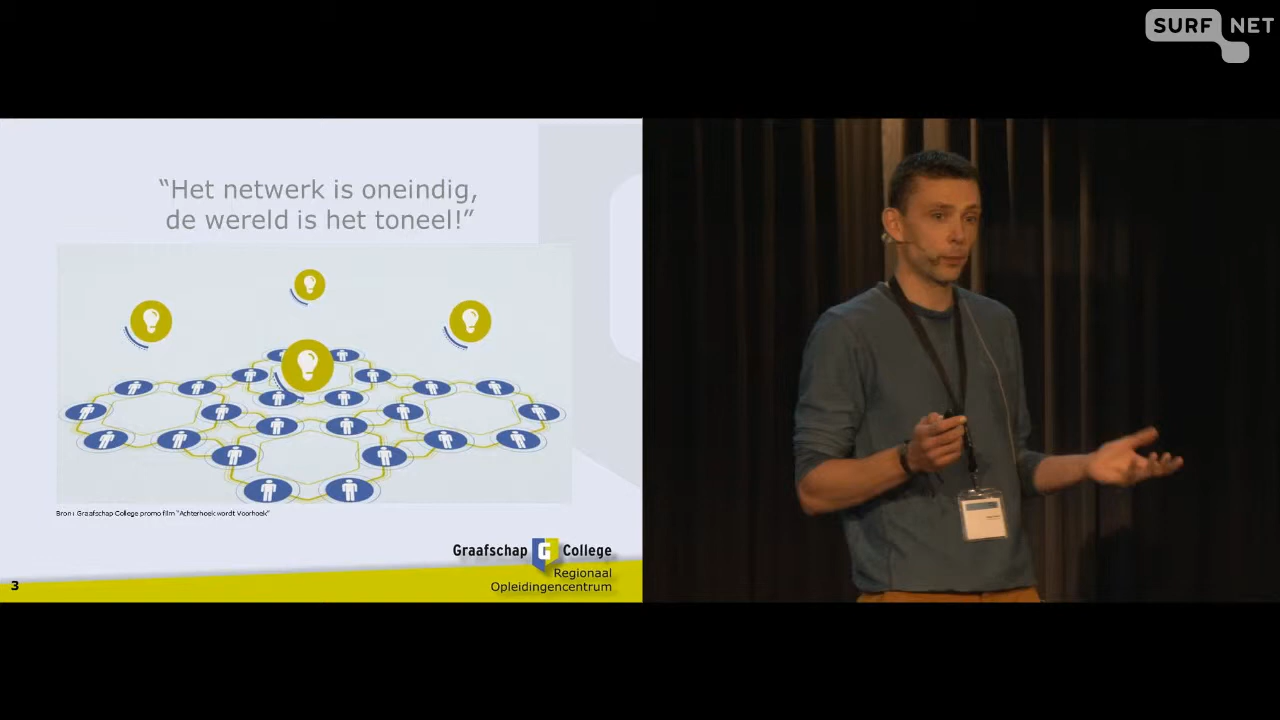 SURF NET
“Het netwerk is oneindig,
de wereld is het toneel!”
Bron: Graafschap College promo film “Achterhoek wordt Voorhoek”
Graafschap G College
Regionaal
Opleidingencentrum
3